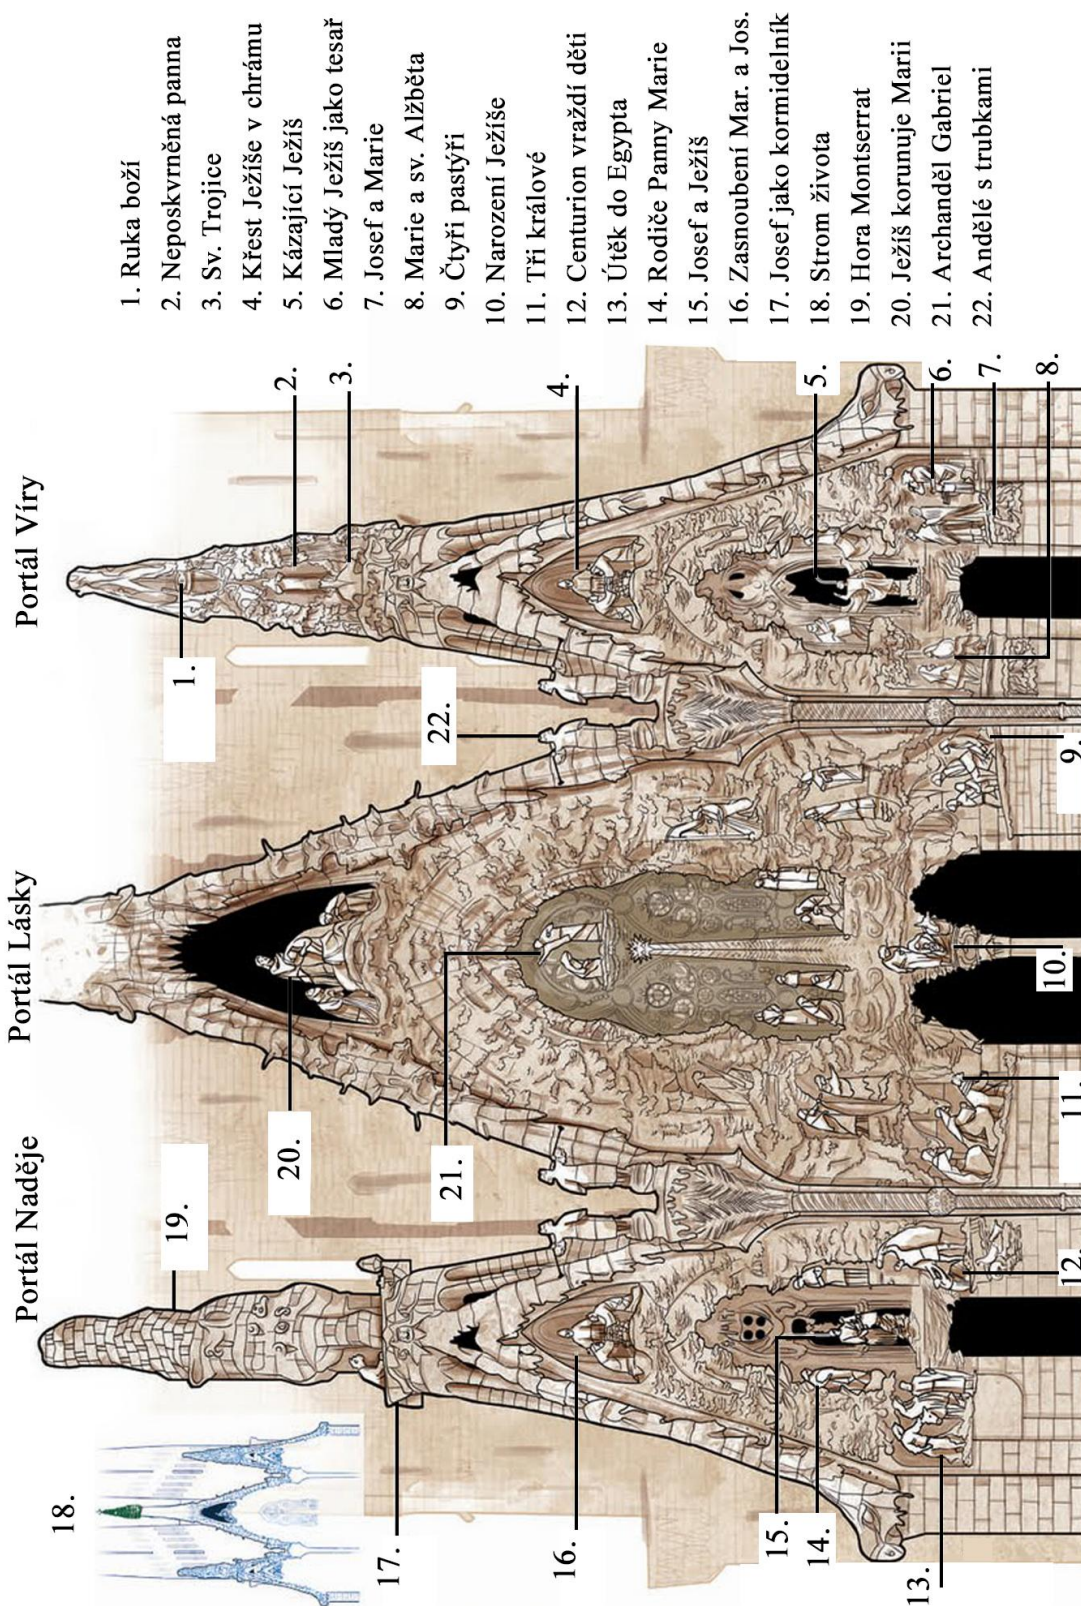 Portál Naděje
Portál Lásky
Portál Víry
18.
19.
17.
16.
15.
14.
13.
12.
20.
21.
11.
10.
22.
9.
1.
2.
3.
4.
5.
6.
7.
8.
1. Ruka boží
2. Neposkvrněná panna
3. Sv. Trojice
4. Křest Ježíše v chrámu
5. Kázající Ježíš
6. Mladý Ježíš jako tesař
7. Josef a Marie
8. Marie a sv. Alžběta
9. Čtyři pastýři
10. Narození Ježíše
11. Tři králové
12. Centurion vraždí děti
13. Útěk do Egypta
14. Rodiče Panny Marie
15. Josef a Ježíš
16. Zasnoubení Mar. a Jos.
17. Josef jako kormidelník
18. Strom života
19. Hora Montserrat
20. Ježíš korunuje Marii
21. Archanděl Gabriel
22. Andělé s trubkami